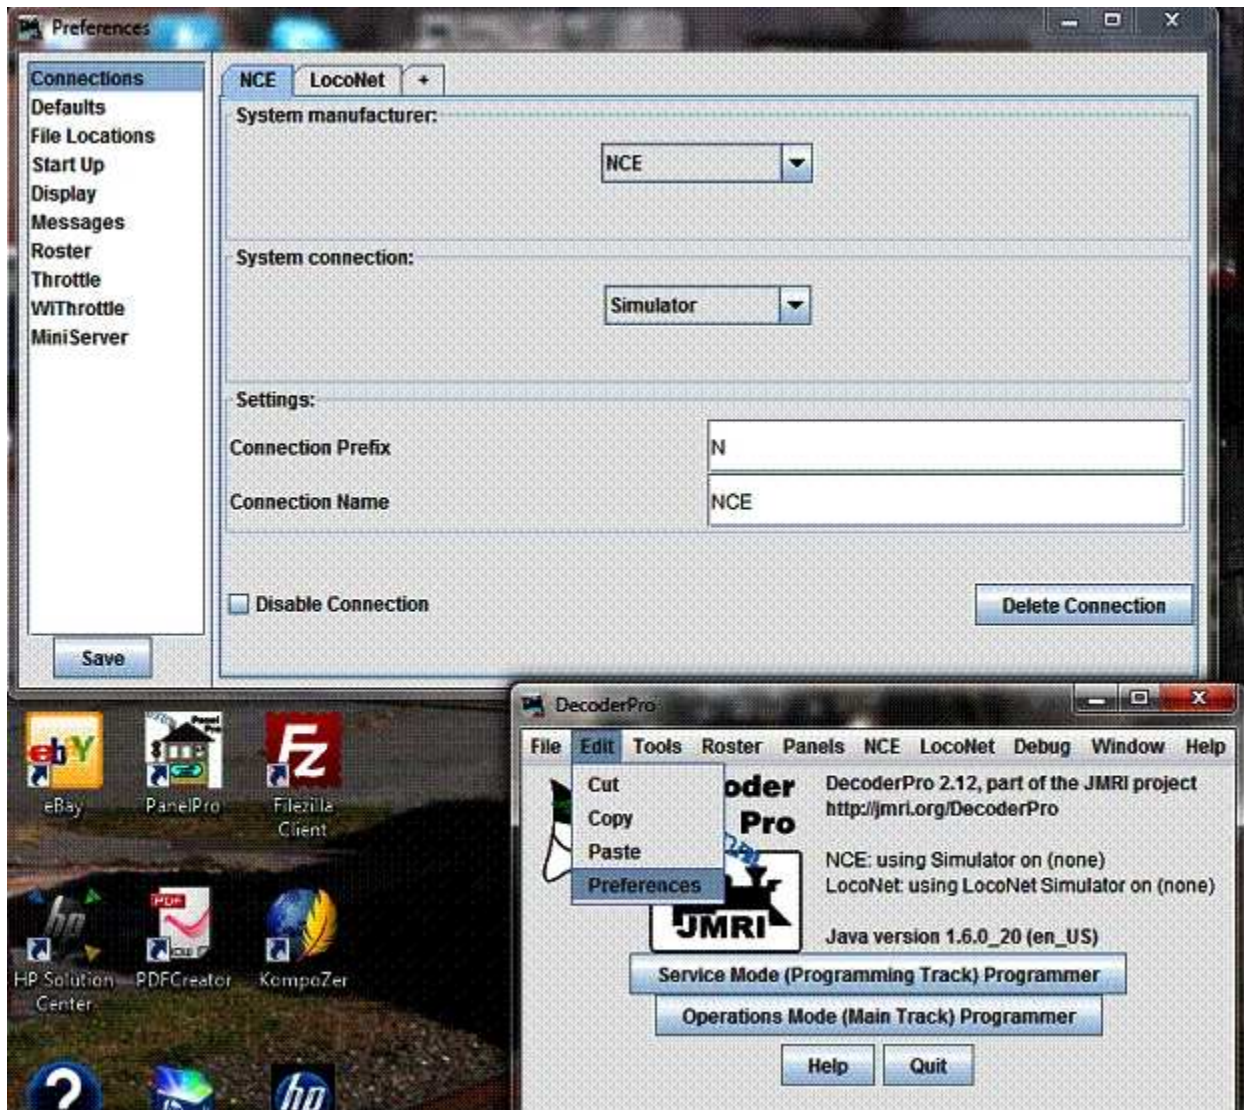 Preferences
Connections
Defaults
File Locations
Start Up
Display
Messages
Roster
Throttle
WiThrottle
MiniServer
Save
NCE LocoNet +
System manufacturer:
NCE
System connection:
Simulator
Settings:
Connection Prefix N
Connection Name NCE
Disable Connection
Delete Connection
eBay
PanelPro
Filezilla
Client
HP Solution
Center
PDFCreator
KompoZer
DecoderPro
File Edit Tools Roster Panels NCE LocoNet Debug Window Help
Cut
Copy
Paste
Preferences
oder
Pro
JMRI
DecoderPro 2.12, part of the JMRI project
http://jmri.org/DecoderPro
NCE: using Simulator on (none)
LocoNet: using LocoNet Simulator on (none)
Java version 1.6.0_20 (en_US)
Service Mode (Programming Track) Programmer
Operations Mode (Main Track) Programmer
Help Quit